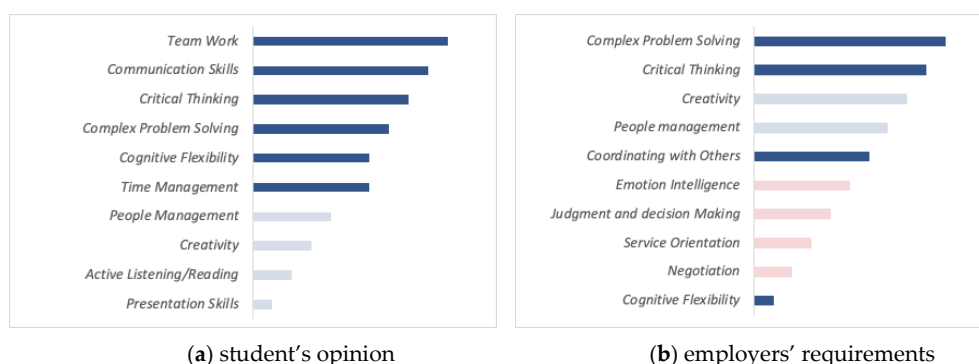 Team Work
Communication Skills
Critical Thinking
Complex Problem Solving
Cognitive Flexibility
Time Management
People Management
Creativity
Active Listening/Reading
Presentation Skills
(a) student’s opinion
Complex Problem Solving
Critical Thinking
Creativity
People management
Coordinating with Others
Emotion Intelligence
Judgment and decision Making
Service Orientation
Negotiation
Cognitive Flexibility
(b) employers’ requirements